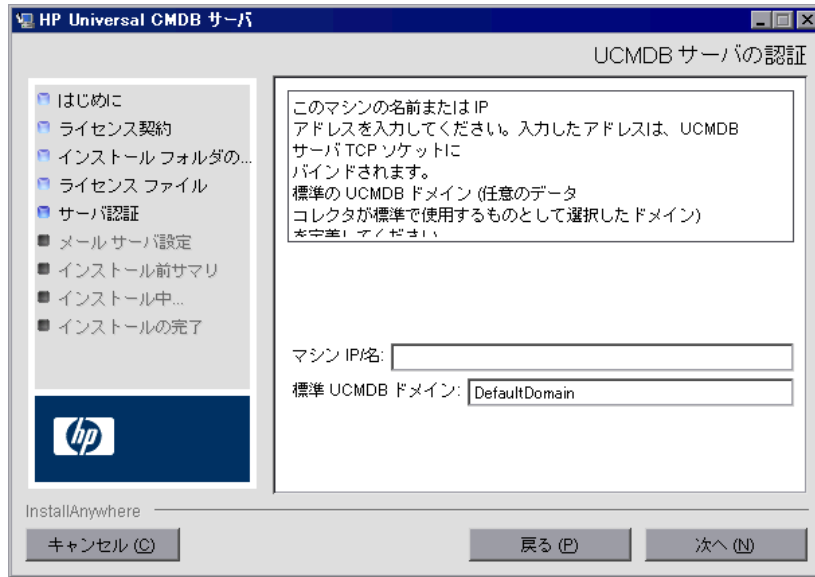 HP Universal CMDB サーバ
UCMDB サーバの認証
はじめに
ライセンス契約
インストール フォルダの...
ライセンス ファイル
サーバ認証
メール サーバ設定
インストール前サマリ
インストール中...
インストールの完了
このマシンの名前または IP
アドレスを入力してください。入力したアドレスは、UCMDB
サーバ TCP ソケットに
バインドされます。
標準の UCMDB ドメイン (任意のデータ
コレクタが標準で使用するものとして選択したドメイン)
を定義してください
マシン IP/名:
標準 UCMDB ドメイン: DefaultDomain
hp
InstallAnywhere
キャンセル (C)
戻る (P)
次へ (N)